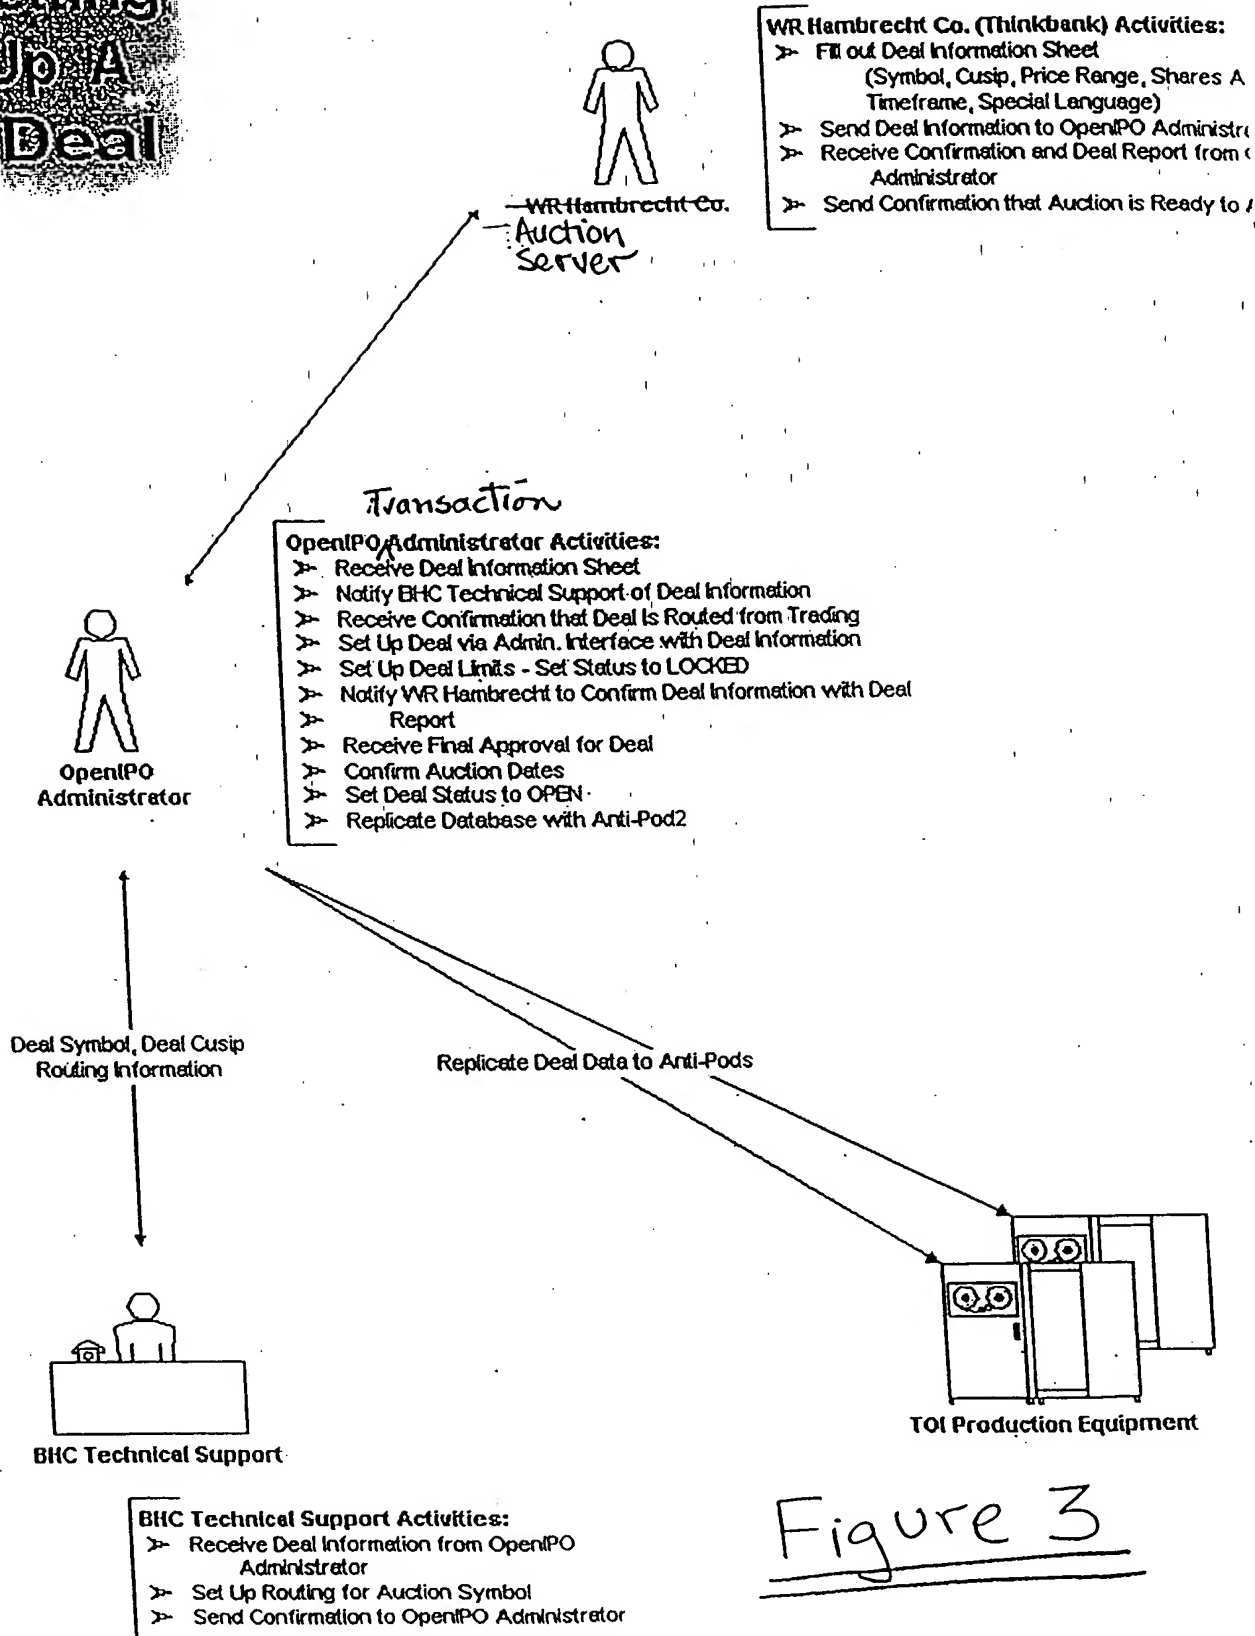 Up A
Deal
WR Hambrecht Co. (Thinkbank) Activities:
➢ Fill out Deal Information Sheet
(Symbol, Cusip, Price Range, Shares A
Timeframe, Special Language)
➢ Send Deal Information to OpenIPO
➢ Receive Confirmation and Deal Report from
Administrator
➢ Send Confirmation that Auction is Ready to
WR Hambrecht Co.
Auction
Server
Transaction
OpenIPO Administrator Activities:
➢ Receive Deal Information Sheet
➢ Notify BHC Technical Support of Deal Information
➢ Receive Confirmation that Deal Is Routed from Trading
➢ Set Up Deal via Admin. Interface with Deal Information
➢ Set Up Deal Limits - Set Status to LOCKED
➢ Notify WR Hambrecht to Confirm Deal Information with Deal
➢ Report
➢ Receive Final Approval for Deal
➢ Confirm Auction Dates
➢ Set Deal Status to OPEN
➢ Replicate Database with Anti-Pod2
OpenIPO
Administrator
Deal Symbol, Deal Cusip
Routing Information
Replicate Deal Data to Anti-Pods
BHC Technical Support
TOI Production Equipment
BHC Technical Support Activities:
➢ Receive Deal Information from OpenIPO
Administrator
➢ Set Up Routing for Auction Symbol
➢ Send Confirmation to OpenIPO Administrator
Figure 3